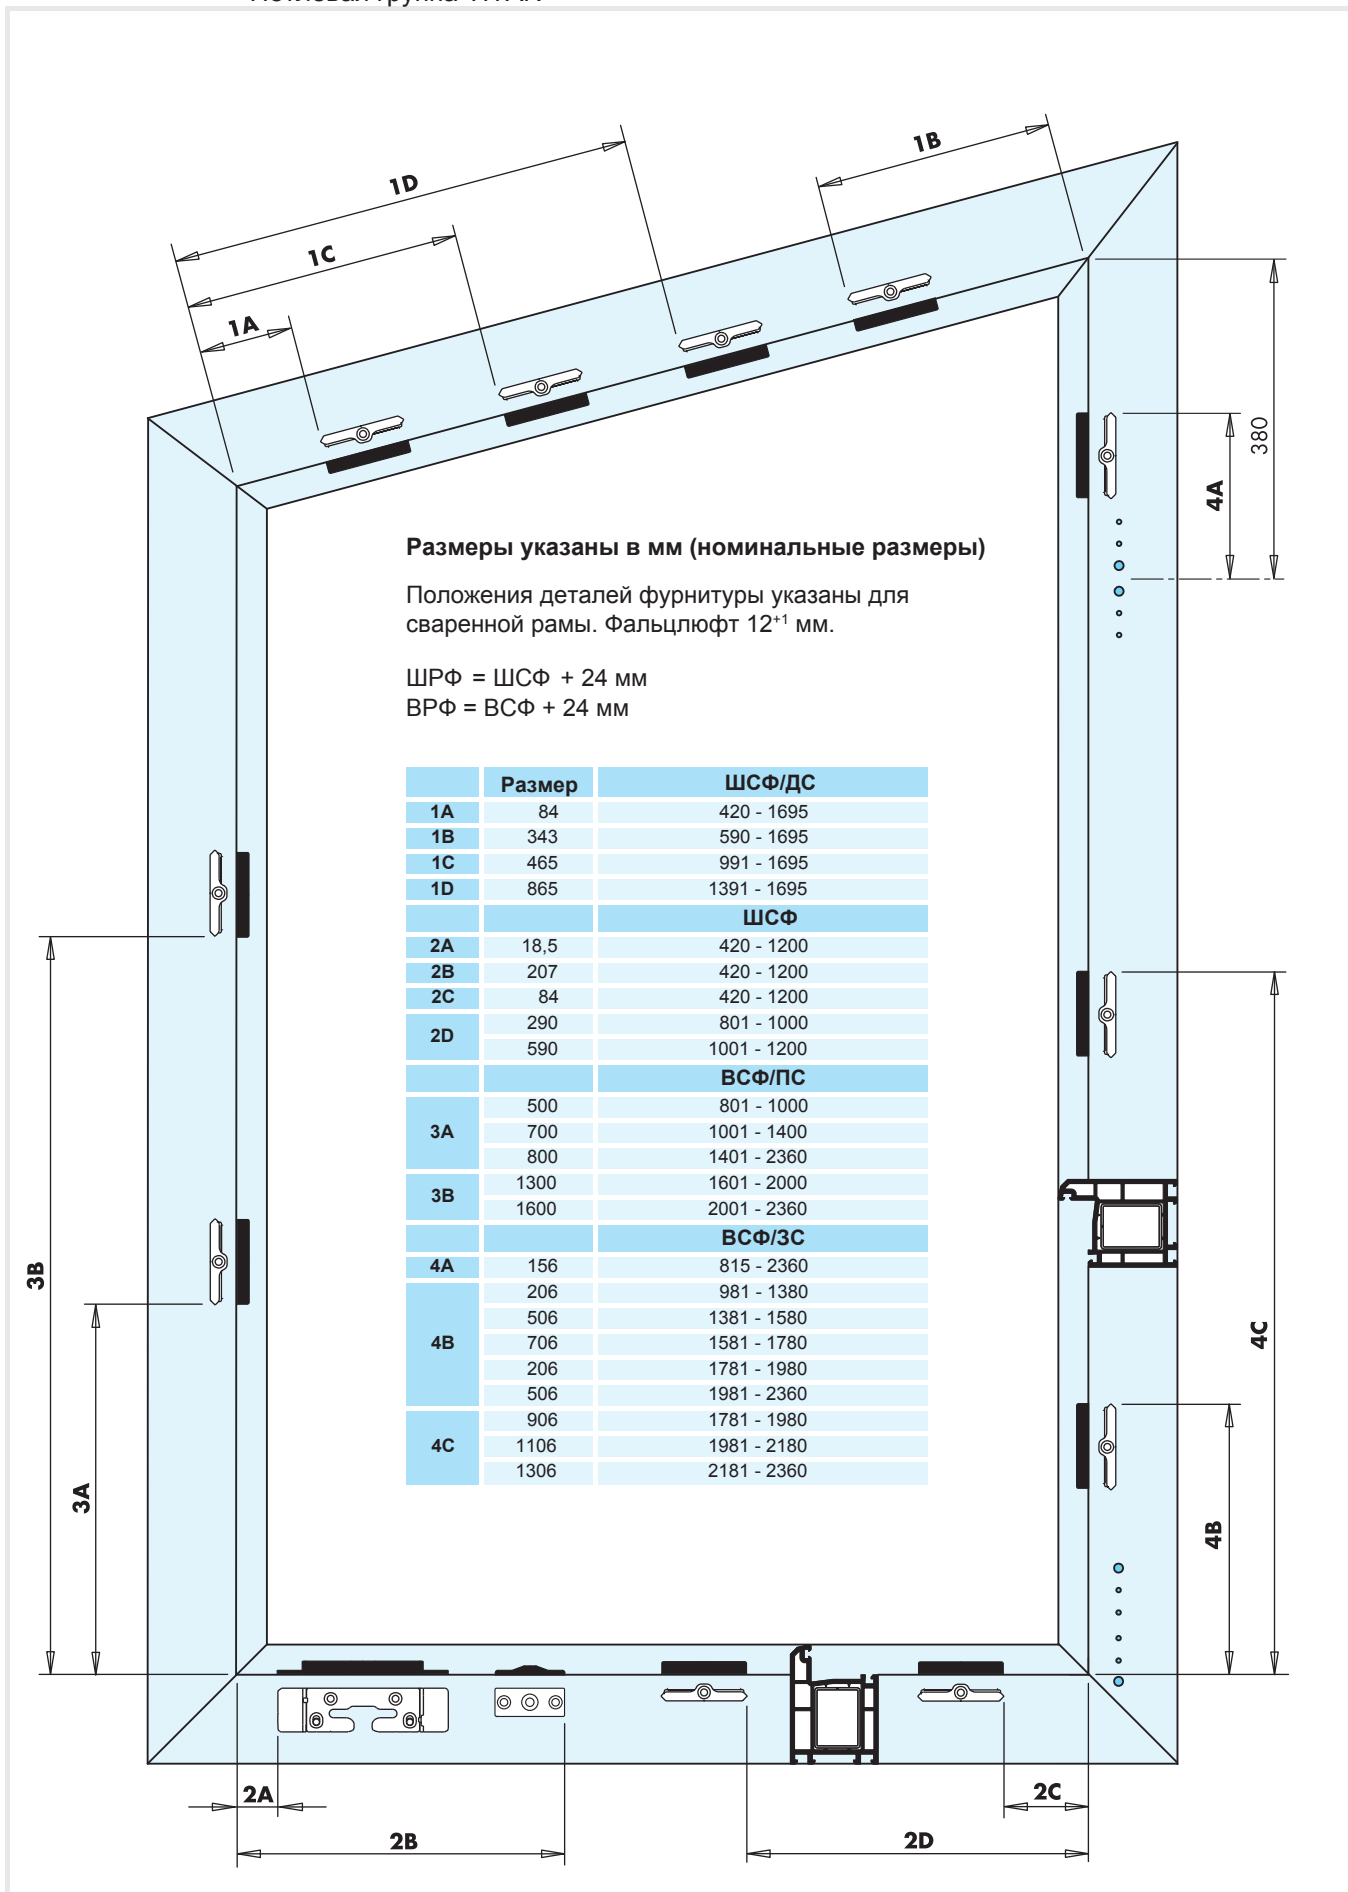 1D
1B
1C
1A
380
4A
Размеры указаны в мм (номинальные размеры)
Положения деталей фурнитуры указаны для
сваренной рамы. Фальцлюфт 12+1 мм.
ШРФ = ШСФ + 24 мм
ВРФ = ВСФ + 24 мм
Размер ШСФ/ДС
1A 84 420 - 1695
1B 343 590 - 1695
1C 465 991 - 1695
1D 865 1391 - 1695
ШСФ
2A 18,5 420 - 1200
2B 207 420 - 1200
2C 84 420 - 1200
2D 290 801 - 1000
590 1001 - 1200
ВСФ/ПС
3A 500 801 - 1000
700 1001 - 1400
800 1401 - 2360
3B 1300 1601 - 2000
1600 2001 - 2360
ВСФ/ЗС
4A 156 815 - 2360
4B 206 981 - 1380
506 1381 - 1580
706 1581 - 1780
206 1781 - 1980
506 1981 - 2360
4C 906 1781 - 1980
1106 1981 - 2180
1306 2181 - 2360
3B
3A
4C
4B
2A
2B
2C
2D